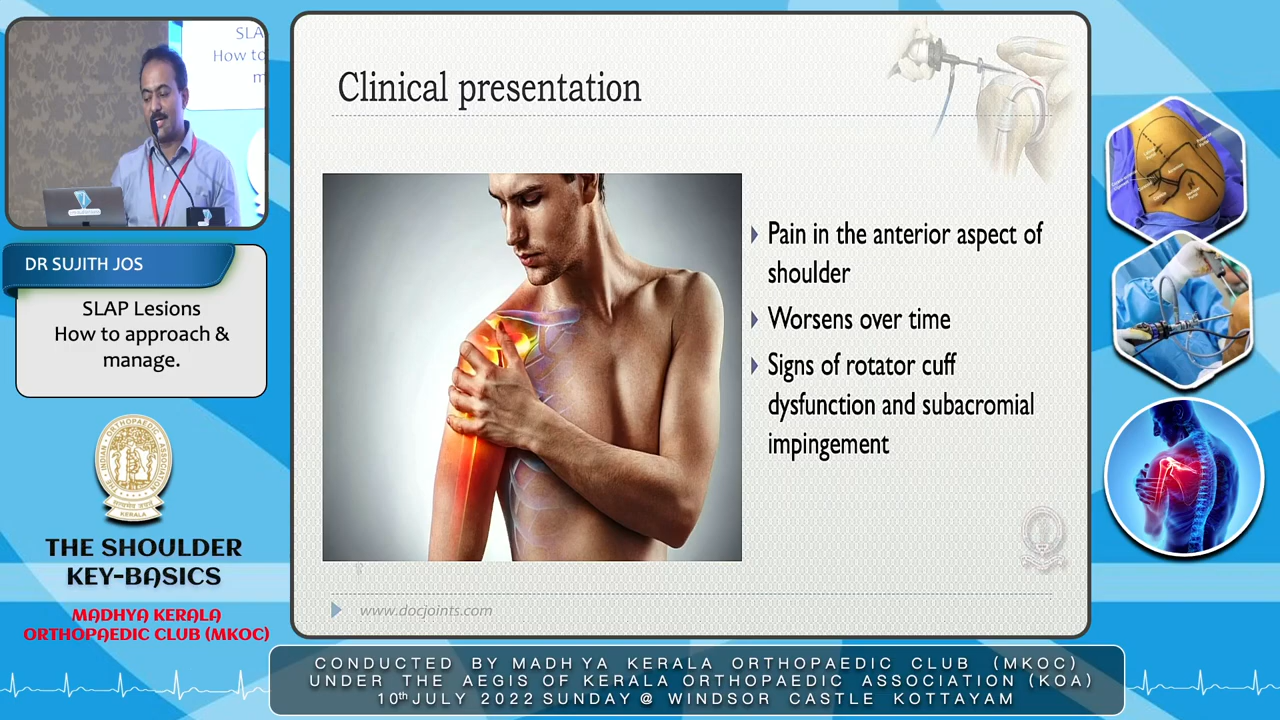 SLA
How to
m
DR SUJITH JOS
SLAP Lesions
How to approach &
manage.
THE SHOULDER
KEY-BASICS
MADHYA KERALA
ORTHOPAEDIC CLUB (MKOC)
Clinical presentation
Pain in the anterior aspect of
shoulder
Worsens over time
Signs of rotator cuff
dysfunction and subacromial
impingement
www.docjoints.com
CONDUCTED BY MADHYA KERALA ORTHOPAEDIC CLUB (MKOC)
UNDER THE AEGIS OF KERALA ORTHOPAEDIC ASSOCIATION (KOA)
10th JULY 2022 SUNDAY @ WINDSOR CASTLE KOTTAYAM